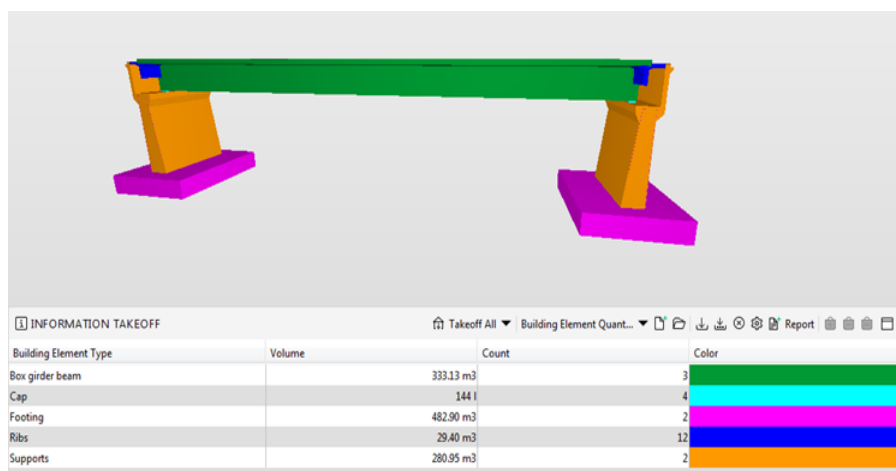 INFORMATION TAKEOFF Takeoff All Building Element Quant... Report
Building Element Type Volume Count Color
Box girder beam 333.13 m3 3
Cap 144 l 4
Footing 482.90 m3 2
Ribs 29.40 m3 12
Supports 280.95 m3 2